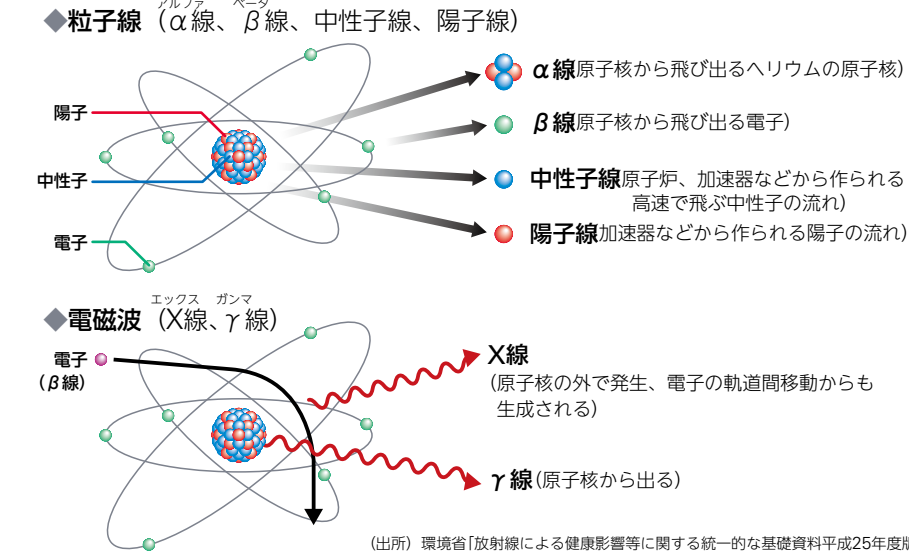 アルファ ベータ
◆粒子線（α線、β線、中性子線、陽子線）
α線原子核から飛び出るヘリウムの原子核）
陽子
β線原子核から飛び出る電子）
中性子
中性子線原子炉、加速器などから作られる
高速で飛ぶ中性子の流れ）
陽子線加速器などから作られる陽子の流れ）
電子
エックス ガンマ
◆電磁波（X線、γ線）
電子
（β線）
X線
（原子核の外で発生、電子の軌道間移動からも
生成される）
γ線（原子核から出る）
（出所）環境省「放射線による健康影響等に関する統一的な基礎資料平成25年度版